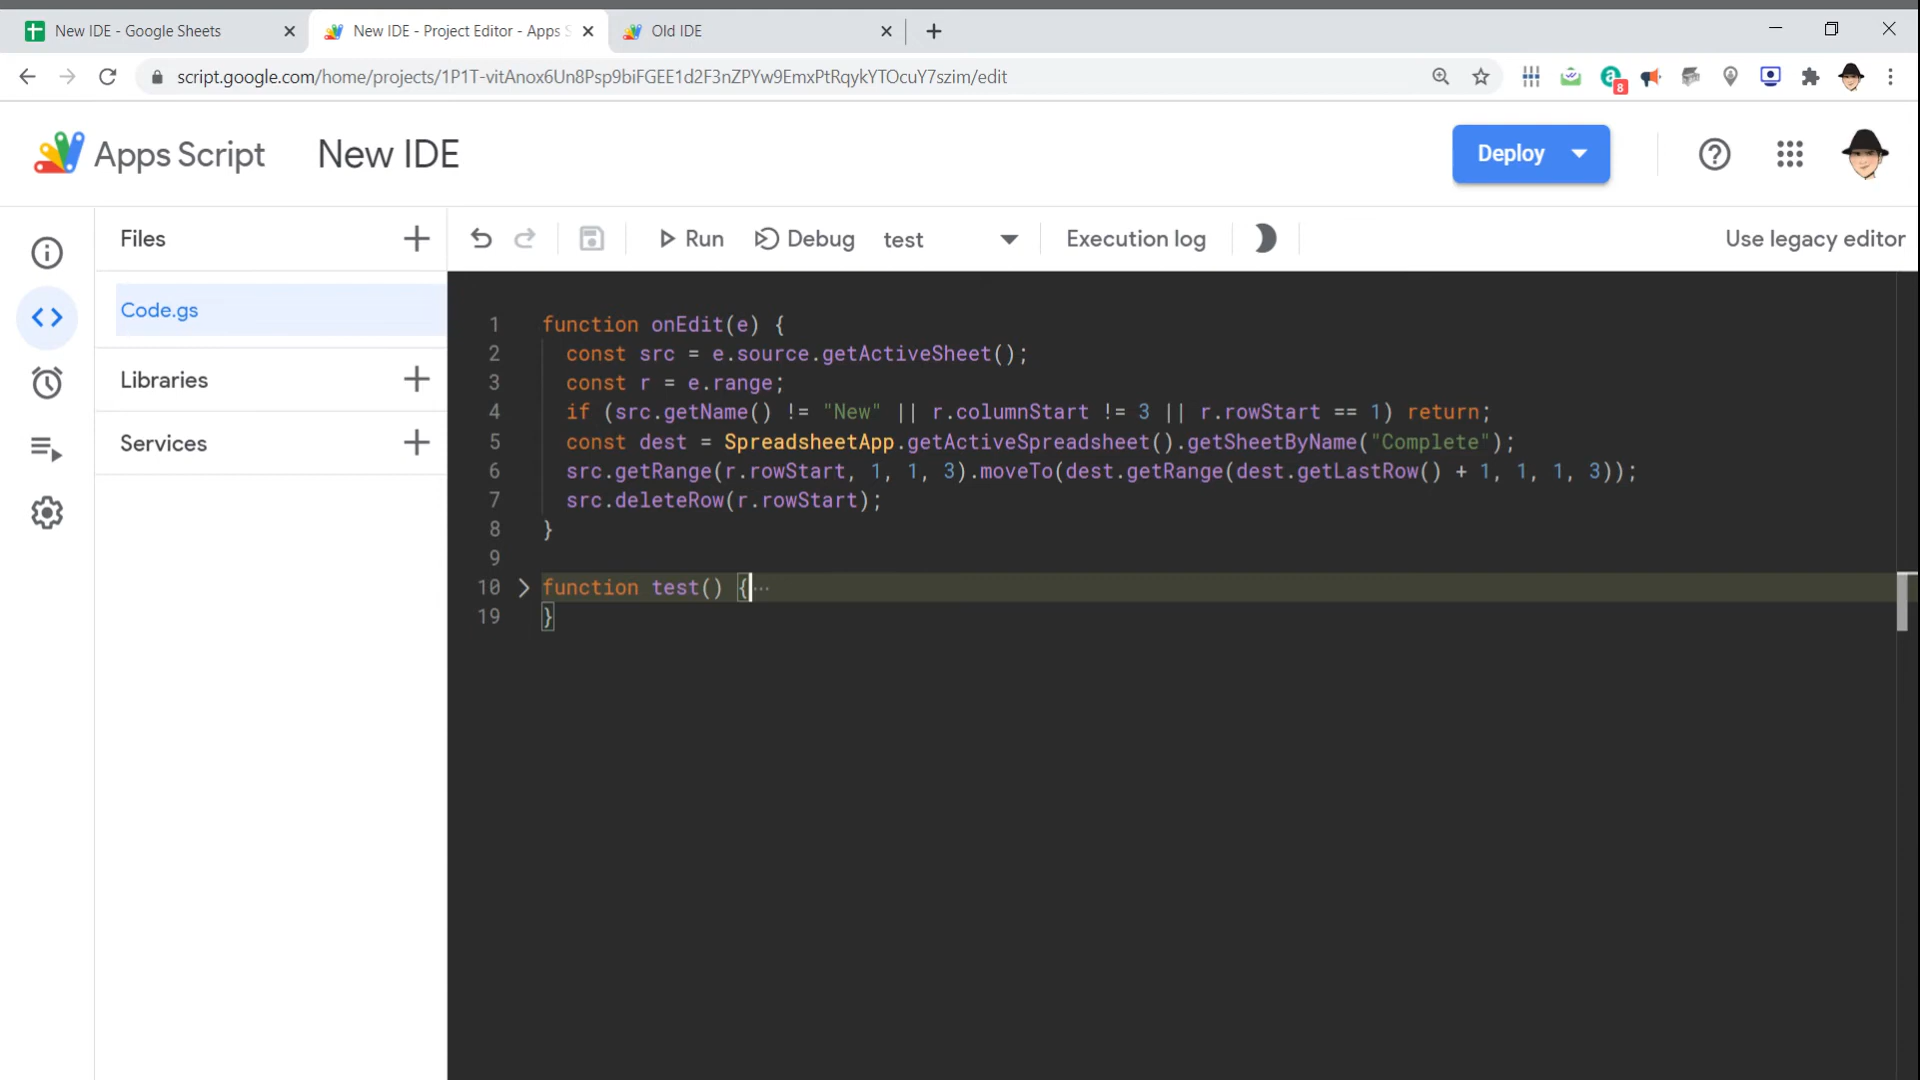 New IDE - Google Sheets
New IDE - Project Editor - Apps S
Old IDE
script.google.com/home/projects/1P1T-vitAnox6Un8Psp9biFGEE1d2F3nZPYw9EmxPtRqykYTOcuY7szim/edit
8
Apps Script
New IDE
Deploy
Files
Run
Debug
test
Execution log
Use legacy editor
Code.gs
Libraries
Services
1 function onEdit(e) {
2 const src = e.source.getActiveSheet();
3 const r = e.range;
4 if (src.getName() != "New" || r.columnStart != 3 || r.rowStart == 1) return;
5 const dest = SpreadsheetApp.getActiveSpreadsheet().getSheetByName("Complete");
6 src.getRange(r.rowStart, 1, 1, 3).moveTo(dest.getRange(dest.getLastRow() + 1, 1, 1, 3));
7 src.deleteRow(r.rowStart);
8 }
9
10 function test() {···
19 }